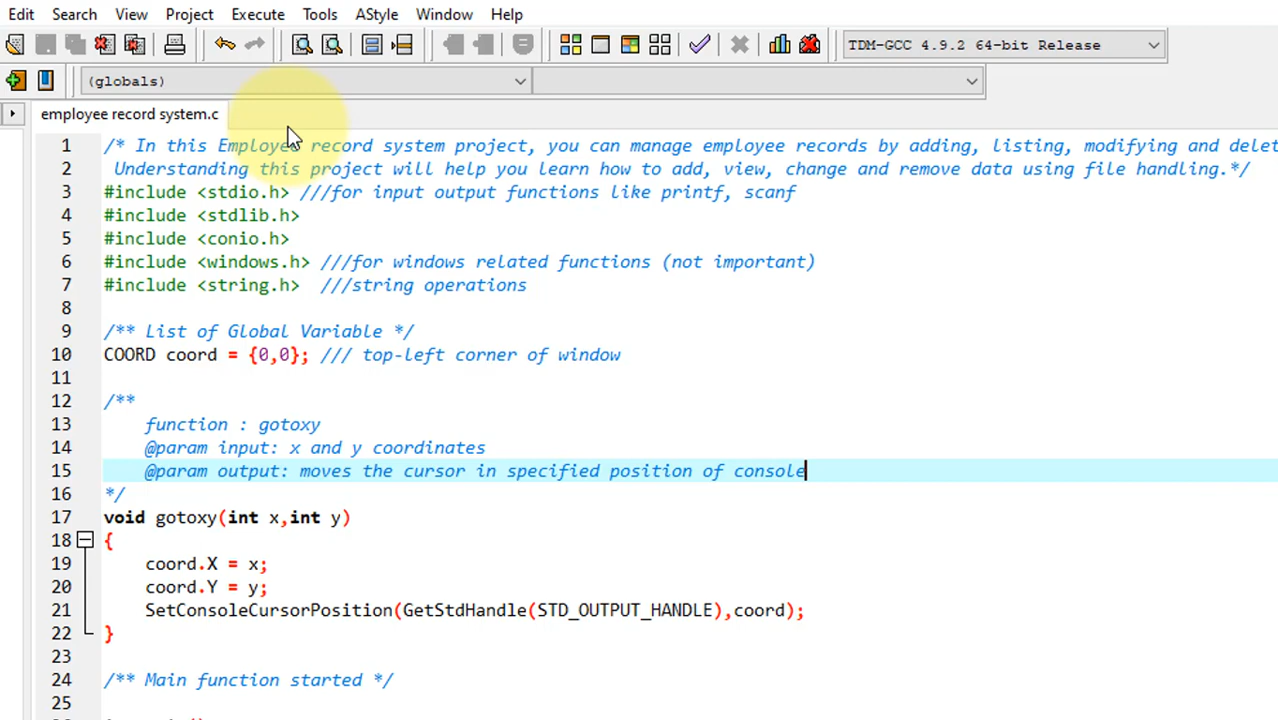 Edit Search View Project Execute Tools AStyle Window Help
TDM-GCC 4.9.2 64-bit Release
(globals)
employee record system.c
1 /* In this Employee record system project, you can manage employee records by adding, listing, modifying and delet
2 Understanding this project will help you learn how to add, view, change and remove data using file handling.*/
3 #include <stdio.h> ///for input output functions like printf, scanf
4 #include <stdlib.h>
5 #include <conio.h>
6 #include <windows.h> ///for windows related functions (not important)
7 #include <string.h> ///string operations
8
9 /** List of Global Variable */
10 COORD coord = {0,0}; /// top-left corner of window
11
12 /**
13 function : gotoxy
14 @param input: x and y coordinates
15 @param output: moves the cursor in specified position of console
16 */
17 void gotoxy(int x,int y)
18 {
19 coord.X = x;
20 coord.Y = y;
21 SetConsoleCursorPosition(GetStdHandle(STD_OUTPUT_HANDLE),coord);
22 }
23
24 /** Main function started */
25